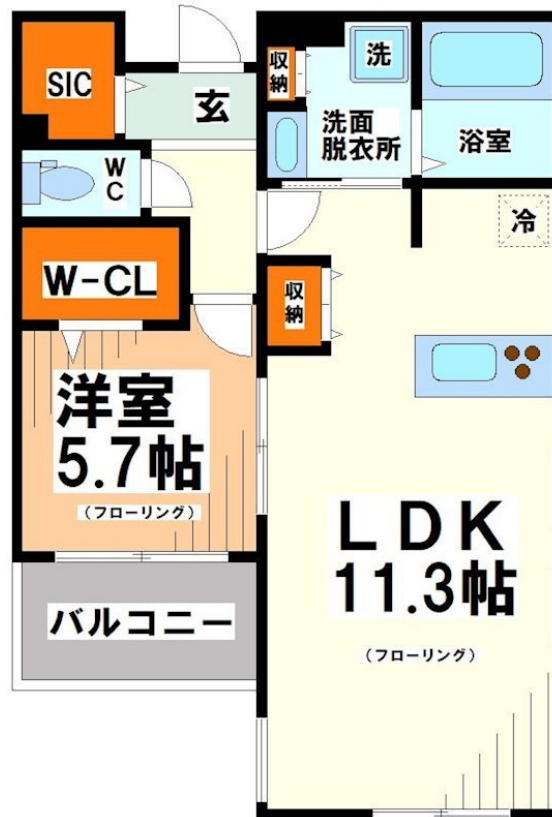 SIC
玄
収納
洗
洗面
脱衣所
浴室
WC
冷
W-CL
収納
洋室
5.7帖
(フローリング)
LDK
11.3帖
(フローリング)
バルコニー